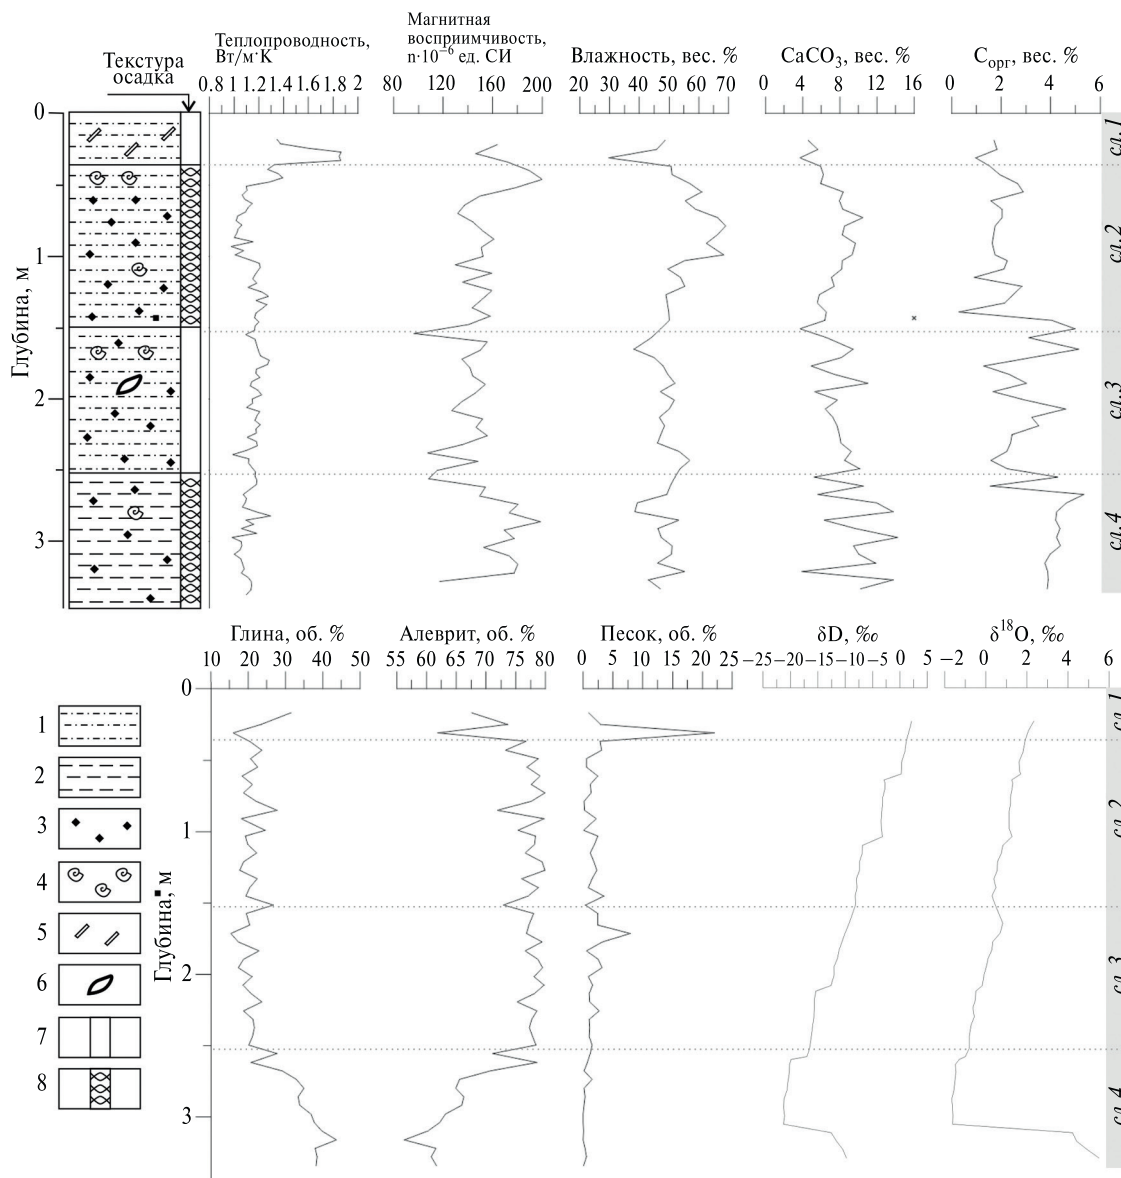 Текстура
осадка
Теплопроводность,
Вт/м·К
0.8 1 1.2 1.4 1.6 1.8 2
Магнитная
восприимчивость,
n·10⁻⁶ ед. СИ
80 120 160 200
Влажность, вес. %
20 30 40 50 60 70
CaCO₃, вес. %
0 4 8 12 16
Cₒᵣᵣ, вес. %
0 2 4 6
Глубина, м
0
1
2
3
сл.1
сл.2
сл.3
сл.4
Глина, об. %
10 20 30 40 50
Алеврит, об. %
55 60 65 70 75 80
Песок, об. %
0 5 10 15 20 25
δD, ‰
−25 −20 −15 −10 −5 0 5
δ¹⁸O, ‰
−2 0 2 4 6
Глубина, м
0
1
2
3
сл.1
сл.2
сл.3
сл.4
1
2
3
4
5
6
7
8